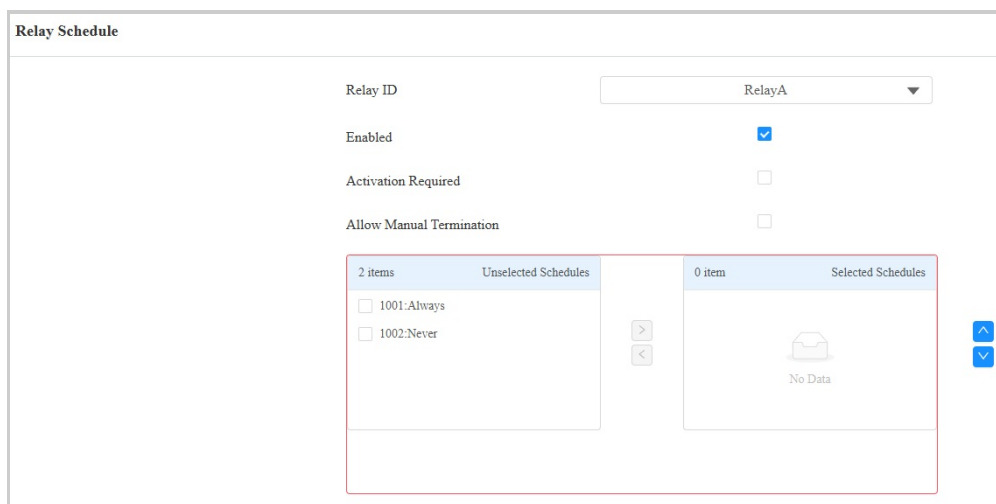 Relay Schedule
Relay ID RelayA
Enabled
Activation Required
Allow Manual Termination
2 items Unselected Schedules 0 item Selected Schedules
1001:Always
1002:Never
> 
<
No Data